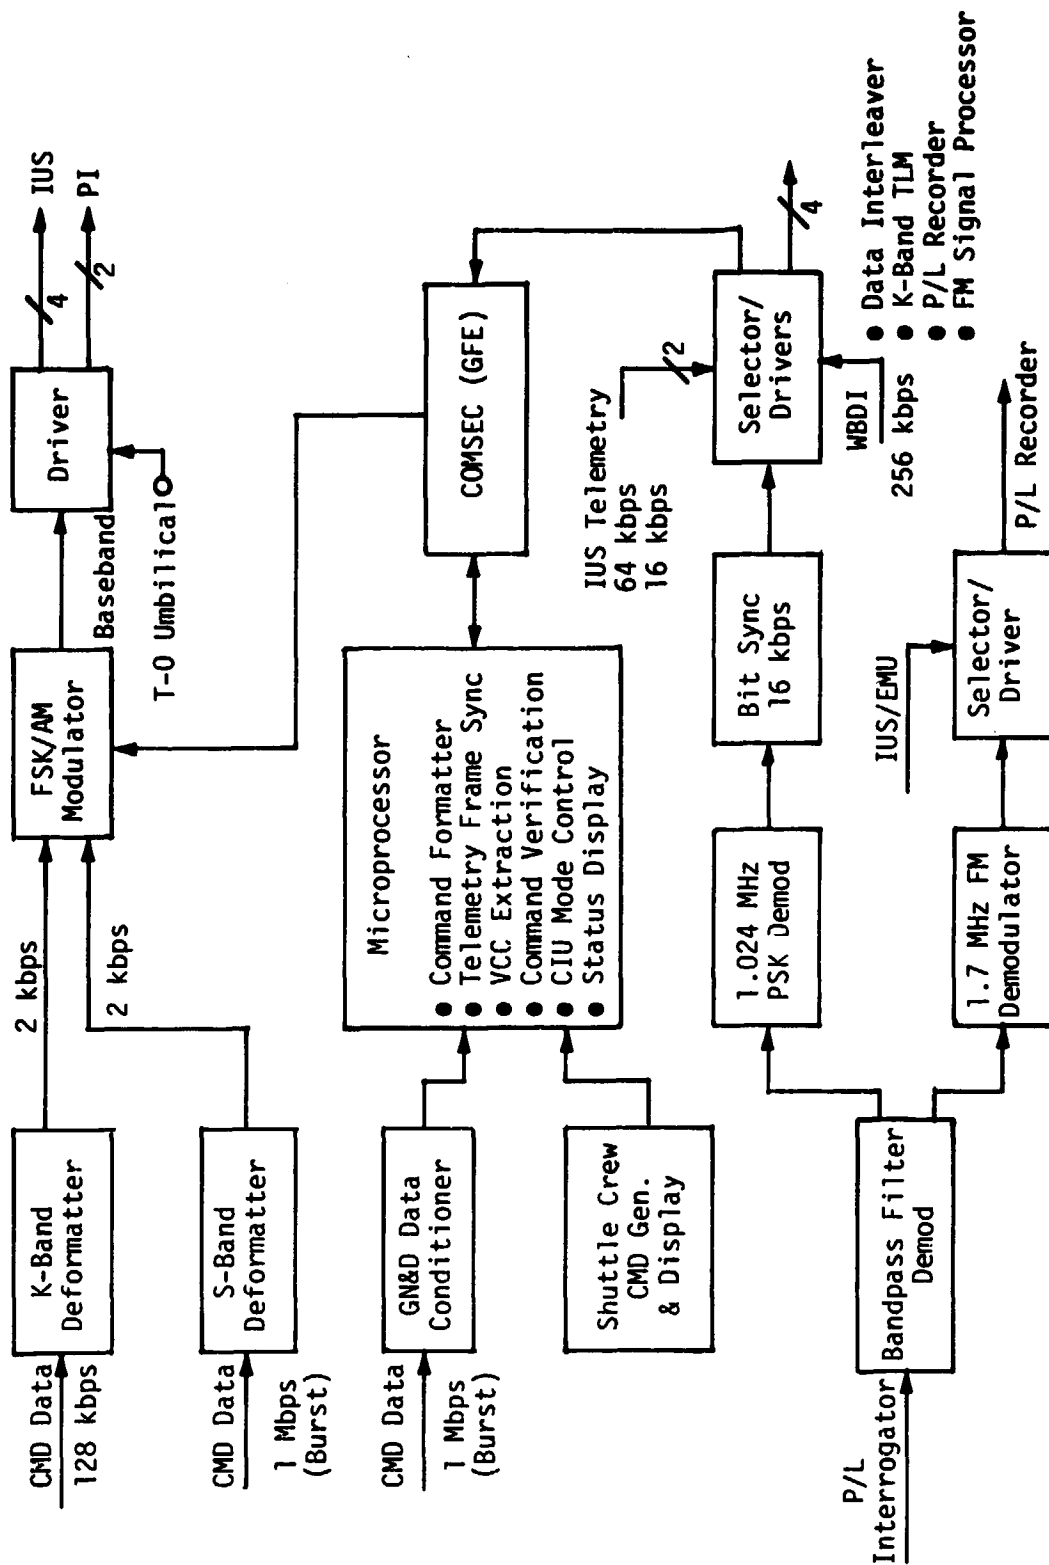 CMD Data
128 kbps
K-Band
Deformatter
2 kbps
FSK/AM
Modulator
Baseband
Driver
4
IUS
2
PI
T-O Umbilical
CMD Data
1 Mbps
(Burst)
S-Band
Deformatter
2 kbps
CMD Data
1 Mbps
(Burst)
GN&D Data
Conditioner
Microprocessor
● Command Formatter
● Telemetry Frame Sync
● VCC Extraction
● Command Verification
● CIU Mode Control
● Status Display
COMSEC (GFE)
Shuttle Crew
CMD Gen.
& Display
IUS Telemetry
64 kbps
16 kbps
2
P/L
Interrogator
Bandpass Filter
Demod
1.024 MHz
PSK Demod
Bit Sync
16 kbps
Selector/
Drivers
4
WBDI
256 kbps
● Data Interleaver
● K-Band TLM
● P/L Recorder
● FM Signal Processor
IUS/EMU
1.7 MHz FM
Demodulator
Selector/
Driver
P/L Recorder